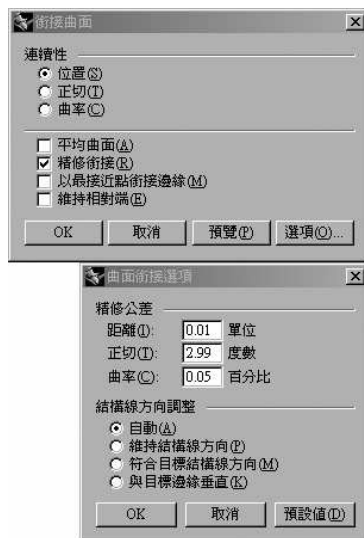 銜接曲面
連續性
位置(S)
正切(T)
曲率(C)
平均曲面(A)
精修銜接(R)
以最接近點銜接邊緣(M)
維持相對端(E)
OK 取消 預覽(P) 選項(O)...
曲面銜接選項
精修公差
距離(I): 0.01 單位
正切(T): 2.99 度數
曲率(C): 0.05 百分比
結構線方向調整
自動(A)
維持結構線方向(P)
符合目標結構線方向(M)
與目標邊緣垂直(K)
OK 取消 預設值(D)